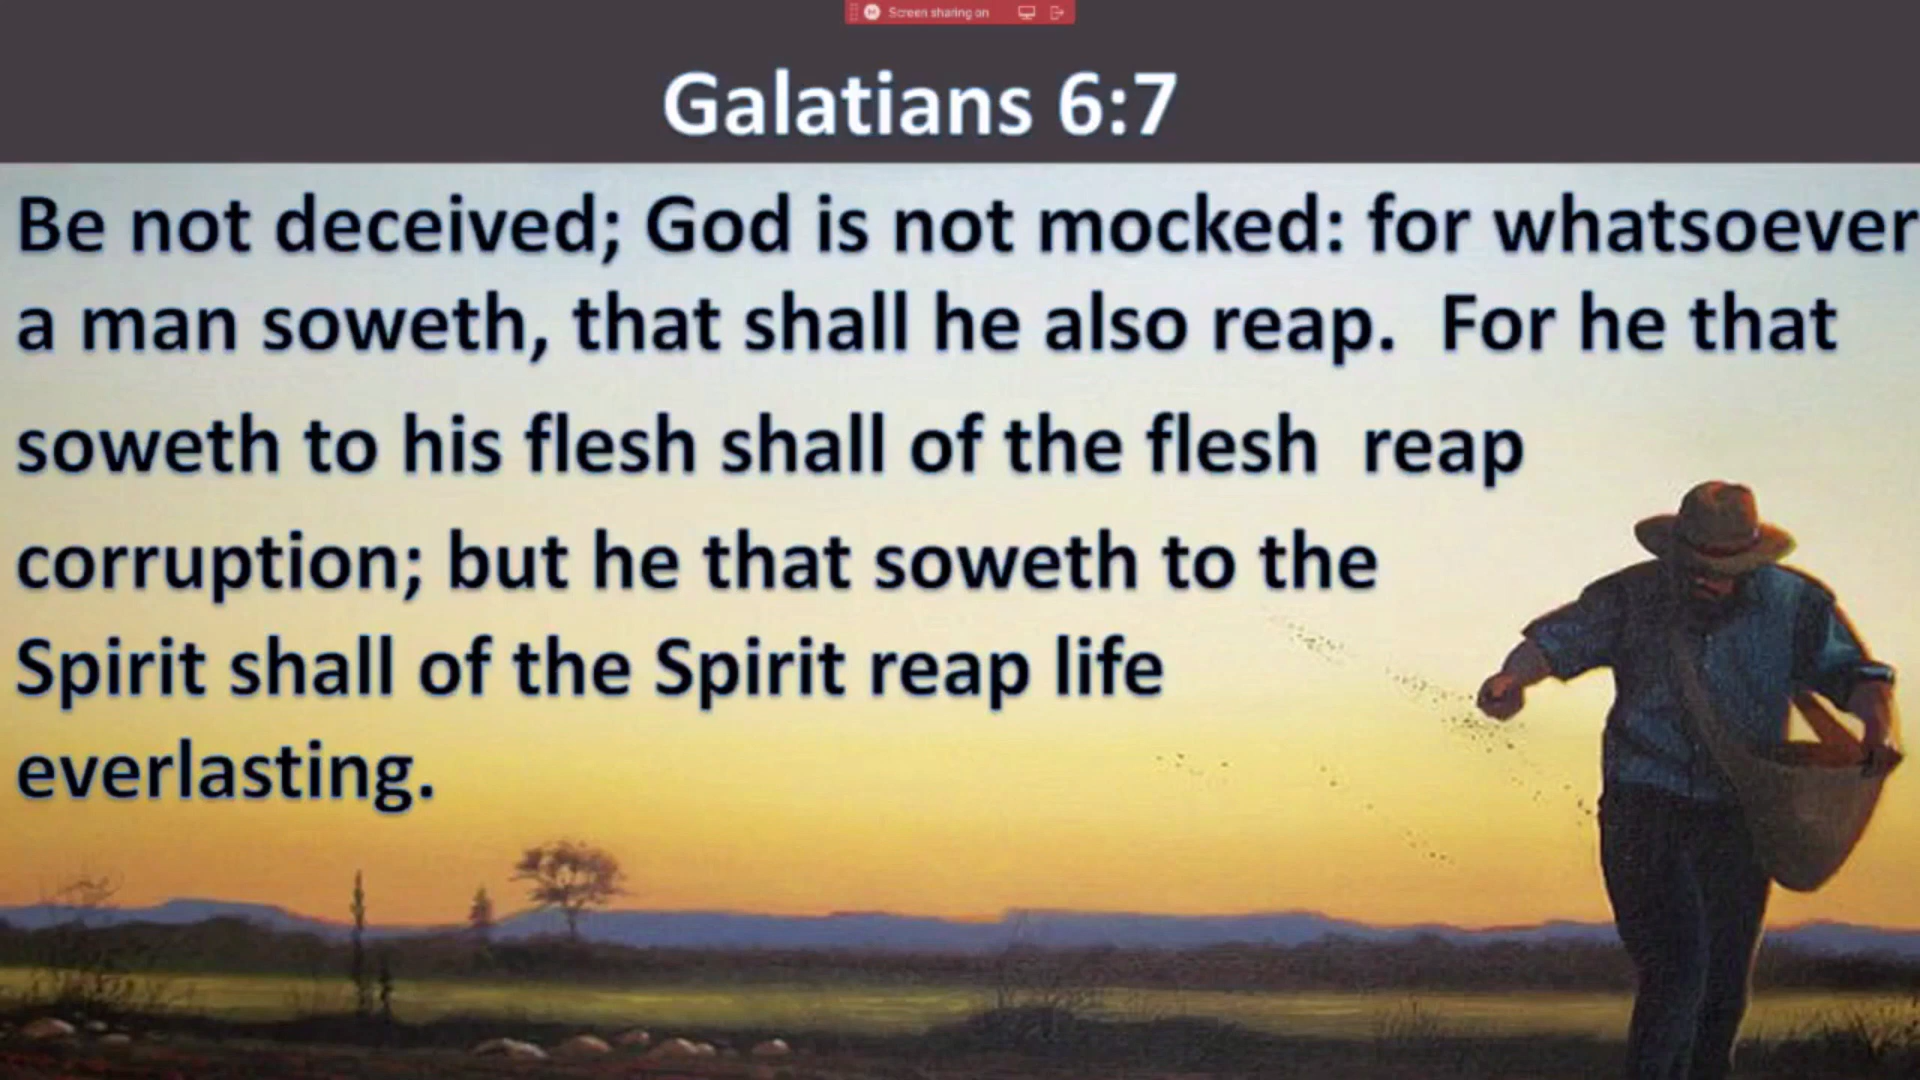 Screen sharing on
Galatians 6:7
Be not deceived; God is not mocked: for whatsoever
a man soweth, that shall he also reap.  For he that
soweth to his flesh shall of the flesh  reap
corruption; but he that soweth to the
Spirit shall of the Spirit reap life
everlasting.